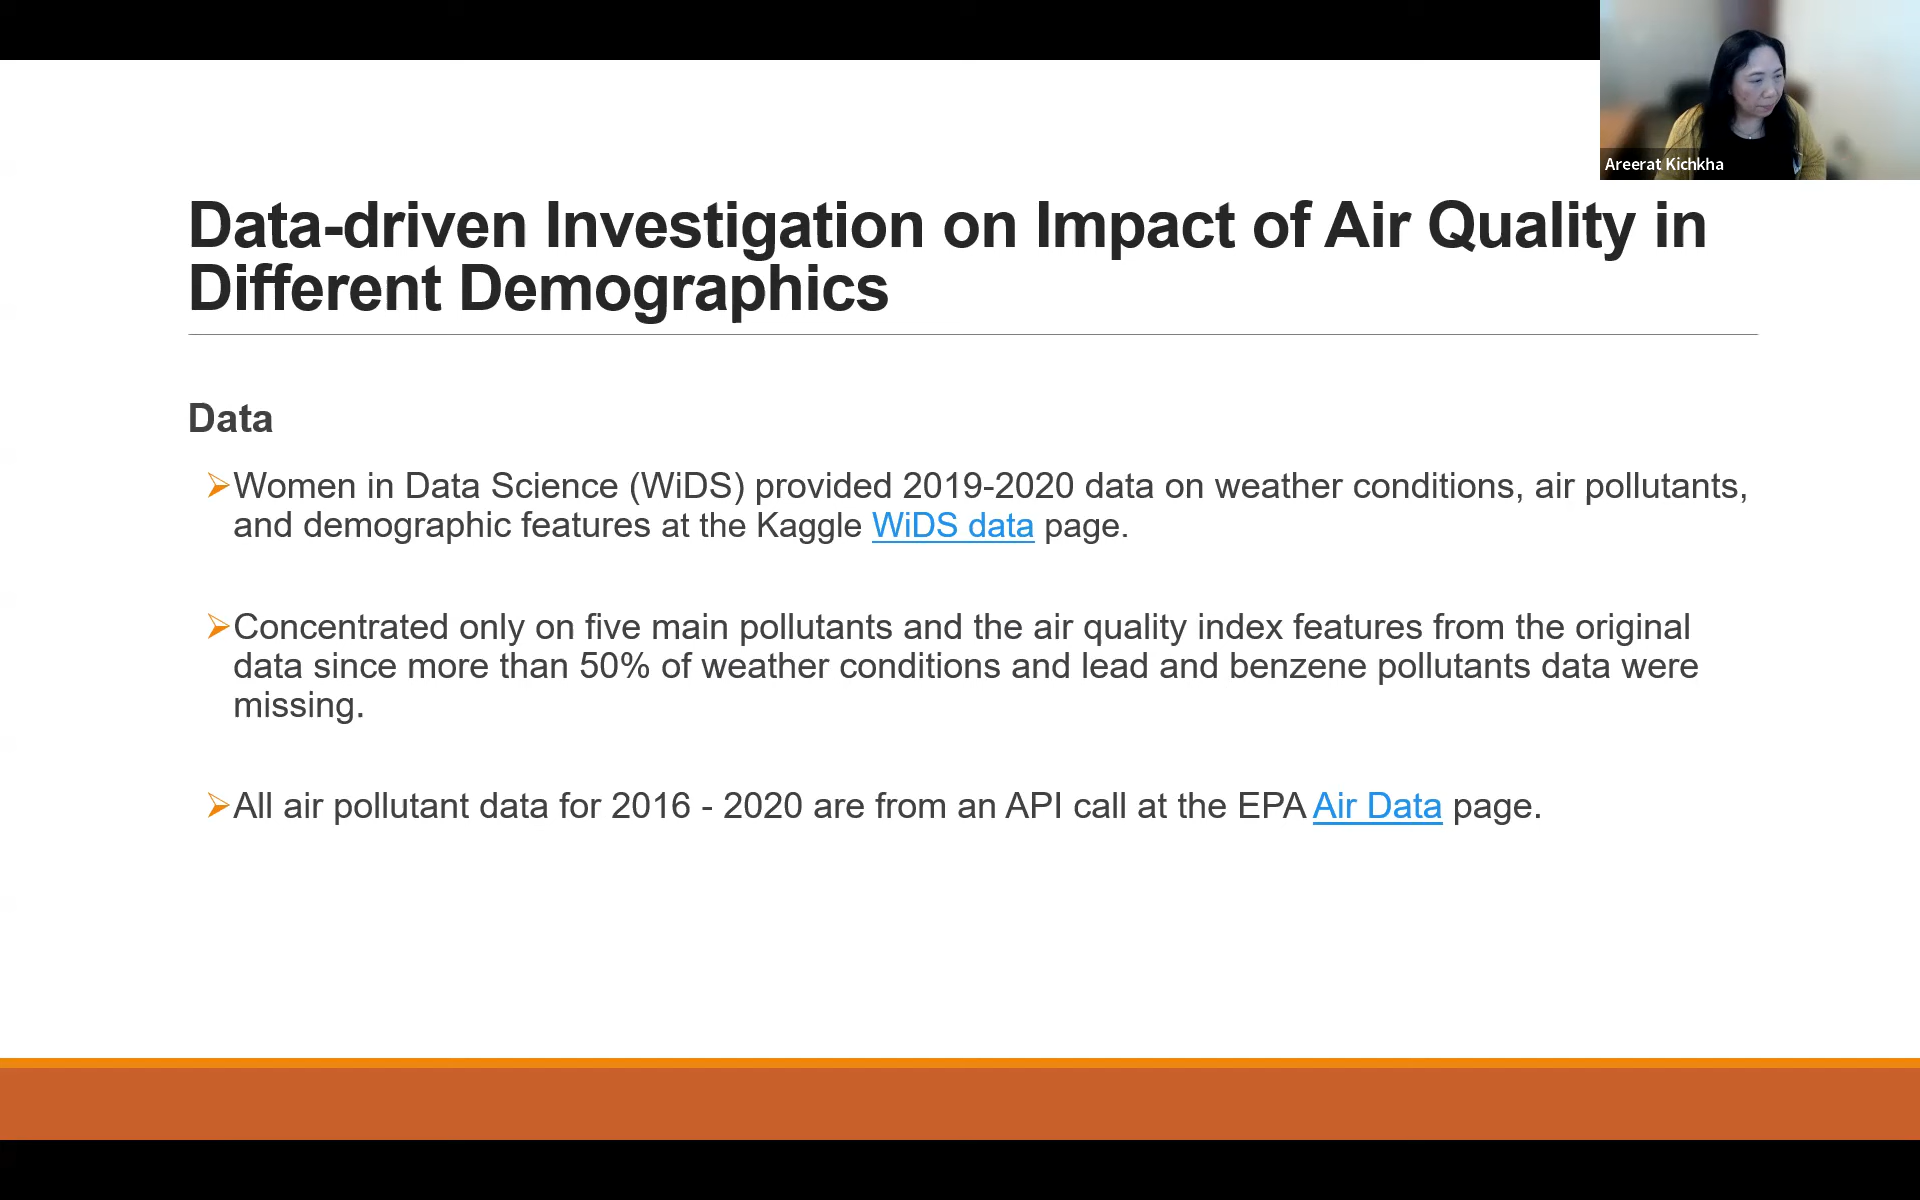 Areerat Kichkha
Data-driven Investigation on Impact of Air Quality in
Different Demographics
Data
➢Women in Data Science (WiDS) provided 2019-2020 data on weather conditions, air pollutants,
and demographic features at the Kaggle WiDS data page.
➢Concentrated only on five main pollutants and the air quality index features from the original
data since more than 50% of weather conditions and lead and benzene pollutants data were
missing.
➢All air pollutant data for 2016 - 2020 are from an API call at the EPA Air Data page.